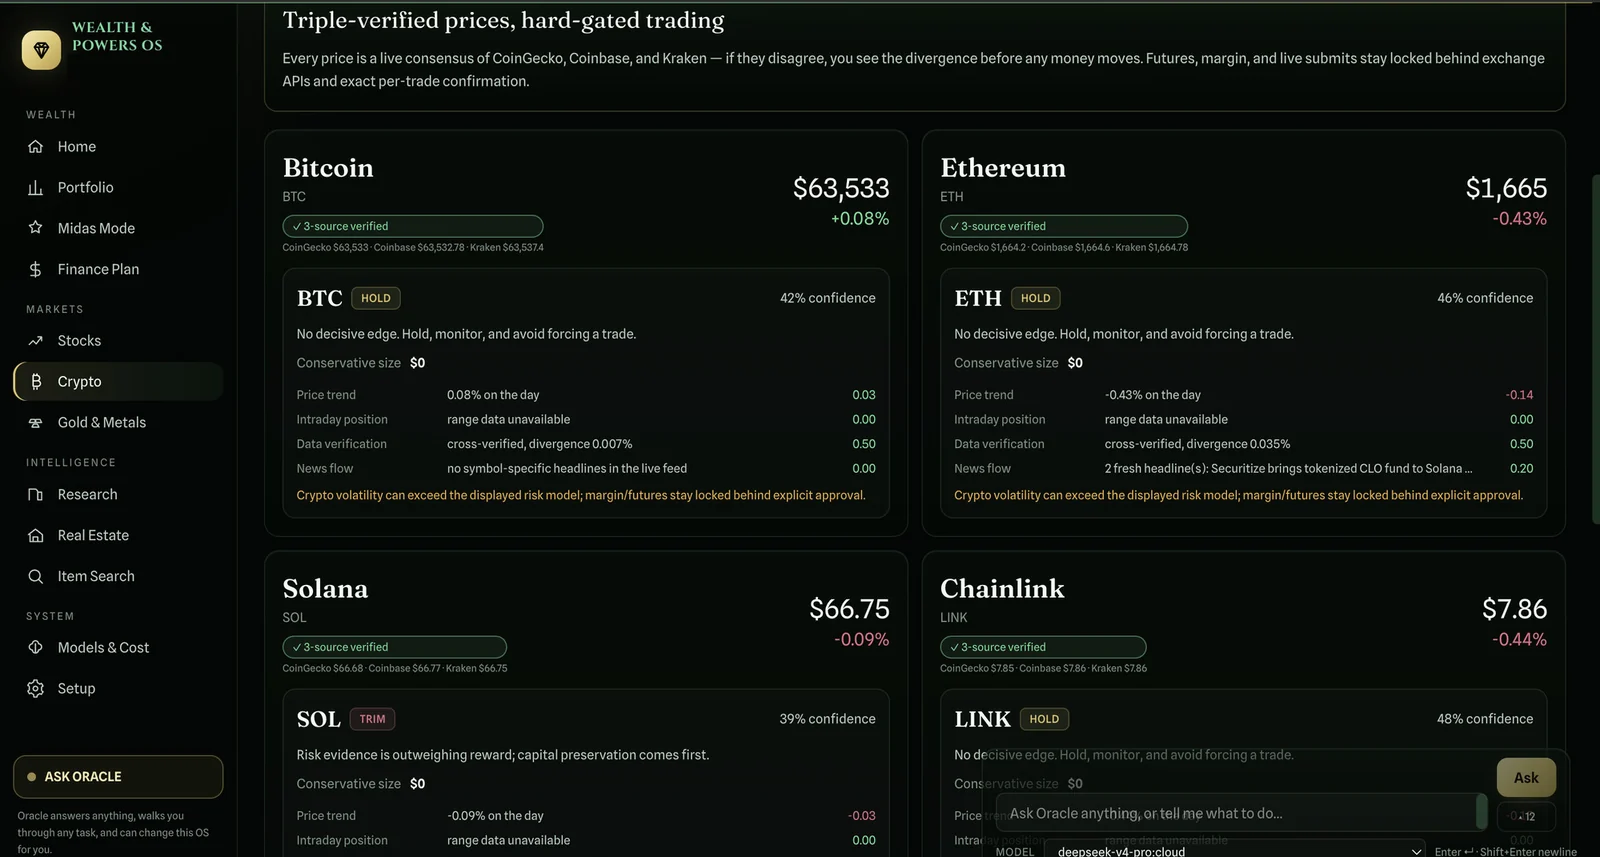 WEALTH &
POWERS OS
WEALTH
Home
Portfolio
Midas Mode
Finance Plan
MARKETS
Stocks
Crypto
Gold & Metals
INTELLIGENCE
Research
Real Estate
Item Search
SYSTEM
Models & Cost
Setup
ASK ORACLE
Oracle answers anything, walks you
through any task, and can change this OS
for you.
Triple-verified prices, hard-gated trading
Every price is a live consensus of CoinGecko, Coinbase, and Kraken — if they disagree, you see the divergence before any money moves. Futures, margin, and live submits stay locked behind exchange
APIs and exact per-trade confirmation.
Bitcoin
BTC
$63,533
+0.08%
✓ 3-source verified
CoinGecko $63,533 · Coinbase $63,532.78 · Kraken $63,537.4
BTC HOLD 42% confidence
No decisive edge. Hold, monitor, and avoid forcing a trade.
Conservative size $0
Price trend 0.08% on the day 0.03
Intraday position range data unavailable 0.00
Data verification cross-verified, divergence 0.007% 0.50
News flow no symbol-specific headlines in the live feed 0.00
Crypto volatility can exceed the displayed risk model; margin/futures stay locked behind explicit approval.
Ethereum
ETH
$1,665
-0.43%
✓ 3-source verified
CoinGecko $1,664.2 · Coinbase $1,664.6 · Kraken $1,664.78
ETH HOLD 46% confidence
No decisive edge. Hold, monitor, and avoid forcing a trade.
Conservative size $0
Price trend -0.43% on the day -0.14
Intraday position range data unavailable 0.00
Data verification cross-verified, divergence 0.035% 0.50
News flow 2 fresh headline(s): Securitize brings tokenized CLO fund to Solana ... 0.20
Crypto volatility can exceed the displayed risk model; margin/futures stay locked behind explicit approval.
Solana
SOL
$66.75
-0.09%
✓ 3-source verified
CoinGecko $66.68 · Coinbase $66.77 · Kraken $66.75
SOL TRIM 39% confidence
Risk evidence is outweighing reward; capital preservation comes first.
Conservative size $0
Price trend -0.09% on the day -0.03
Intraday position range data unavailable 0.00
Chainlink
LINK
$7.86
-0.44%
✓ 3-source verified
CoinGecko $7.85 · Coinbase $7.86 · Kraken $7.86
LINK HOLD 48% confidence
No decisive edge. Hold, monitor, and avoid forcing a trade.
Conservative size $0
Price trend
Intraday position range data unavailable 0.00
Ask
Ask Oracle anything, or tell me what to do...
12
MODEL deepseek-v4-pro:cloud Enter ↵ · Shift+Enter newline